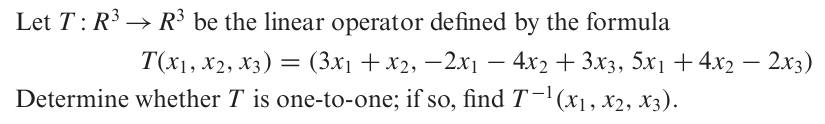 Let T : R³ → R³ be the linear operator defined by the formula
T(x₁, x₂, x₃) = (3x₁ + x₂, −2x₁ − 4x₂ + 3x₃, 5x₁ + 4x₂ − 2x₃)
Determine whether T is one-to-one; if so, find T⁻¹(x₁, x₂, x₃).